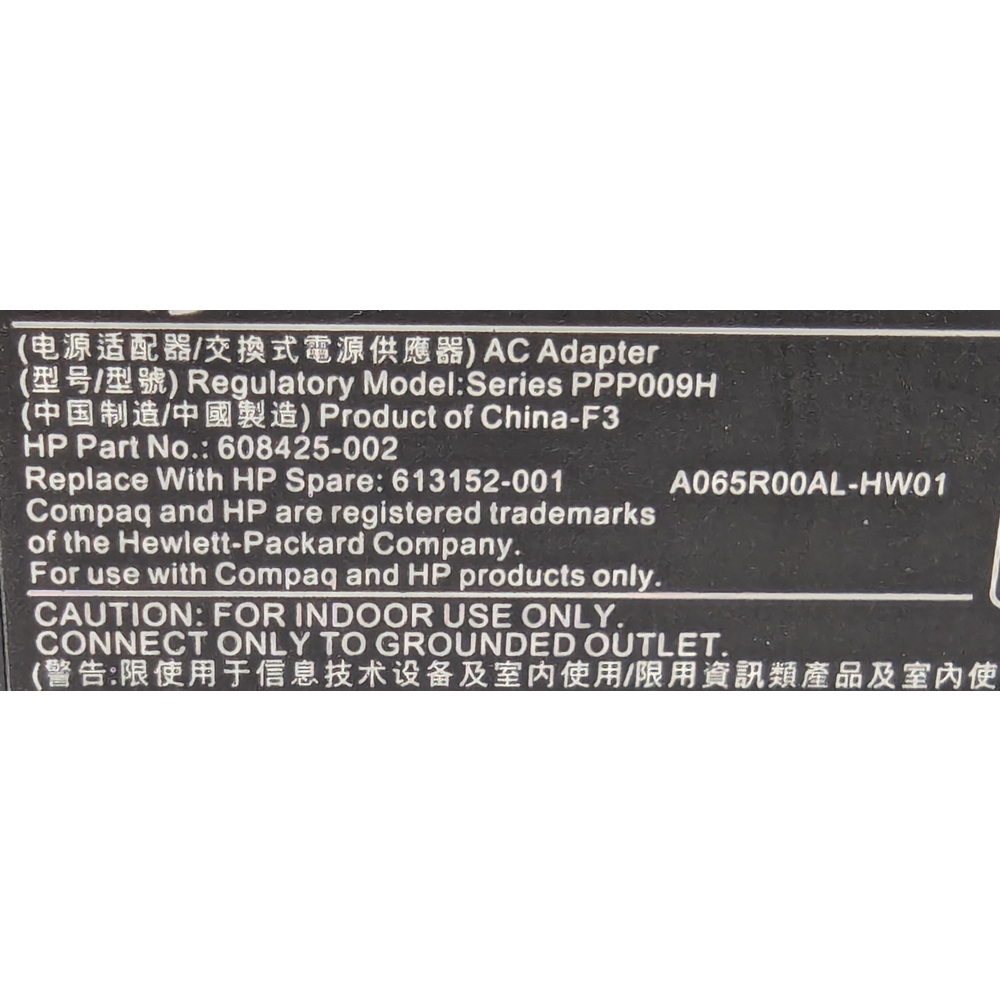 (电源适配器/交換式電源供應器) AC Adapter
(型号/型號) Regulatory Model:Series PPP009H
(中国制造/中國製造) Product of China-F3
HP Part No.: 608425-002
Replace With HP Spare: 613152-001 A065R00AL-HW01
Compaq and HP are registered trademarks
of the Hewlett-Packard Company.
For use with Compaq and HP products only.
CAUTION: FOR INDOOR USE ONLY.
CONNECT ONLY TO GROUNDED OUTLET.
(警告:限使用于信息技术设备及室内使用/限用資訊類產品及室內使